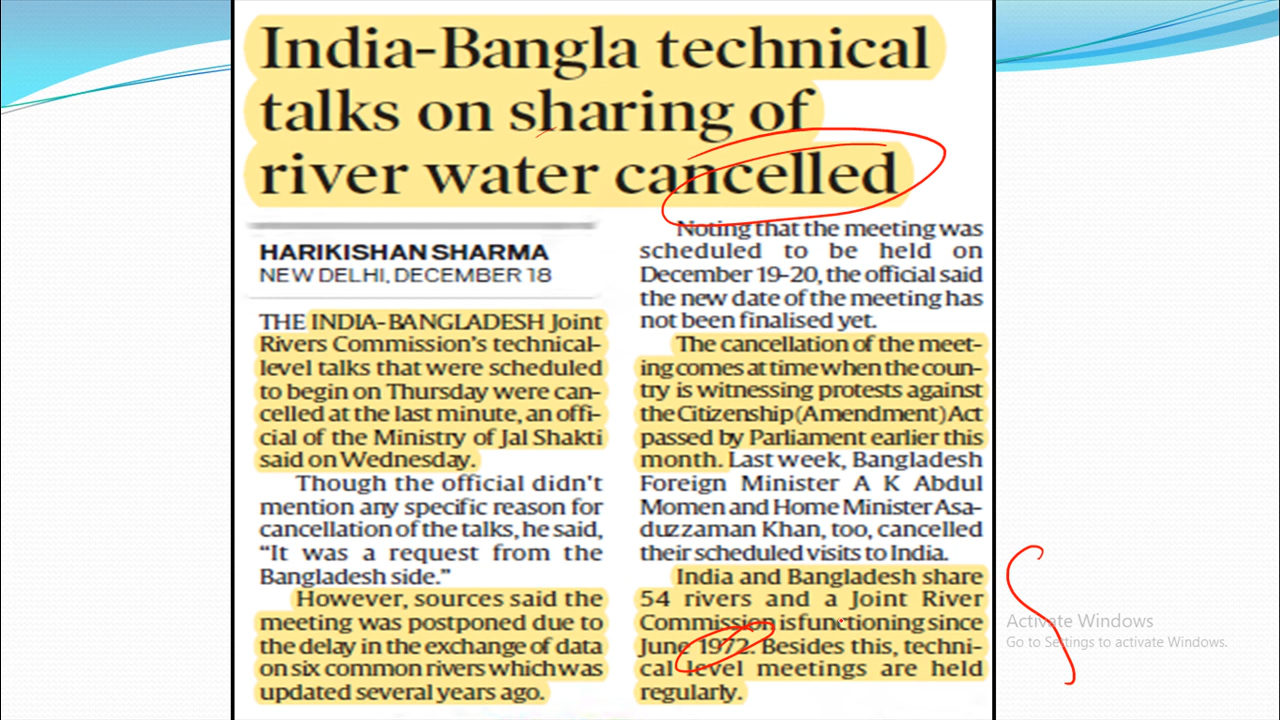 India-Bangla technical
talks on sharing of
river water cancelled
HARIKISHAN SHARMA
NEW DELHI, DECEMBER 18
THE INDIA-BANGLADESH Joint
Rivers Commission's technical-
level talks that were scheduled
to begin on Thursday were can-
celled at the last minute, an offi-
cial of the Ministry of Jal Shakti
said on Wednesday.
Though the official didn't
mention any specific reason for
cancellation of the talks, he said,
"It was a request from the
Bangladesh side."
However, sources said the
meeting was postponed due to
the delay in the exchange of data
on six common rivers which was
updated several years ago.
Noting that the meeting was
scheduled to be held on
December 19-20, the official said
the new date of the meeting has
not been finalised yet.
The cancellation of the meet-
ing comes at time when the coun-
try is witnessing protests against
the Citizenship (Amendment) Act
passed by Parliament earlier this
month. Last week, Bangladesh
Foreign Minister A K Abdul
Momen and Home Minister Asa-
duzzaman Khan, too, cancelled
their scheduled visits to India.
India and Bangladesh share
54 rivers and a Joint River
Commission is functioning since
June 1972. Besides this, techni-
cal level meetings are held
regularly.
Activate Windows
Go to Settings to activate Windows.